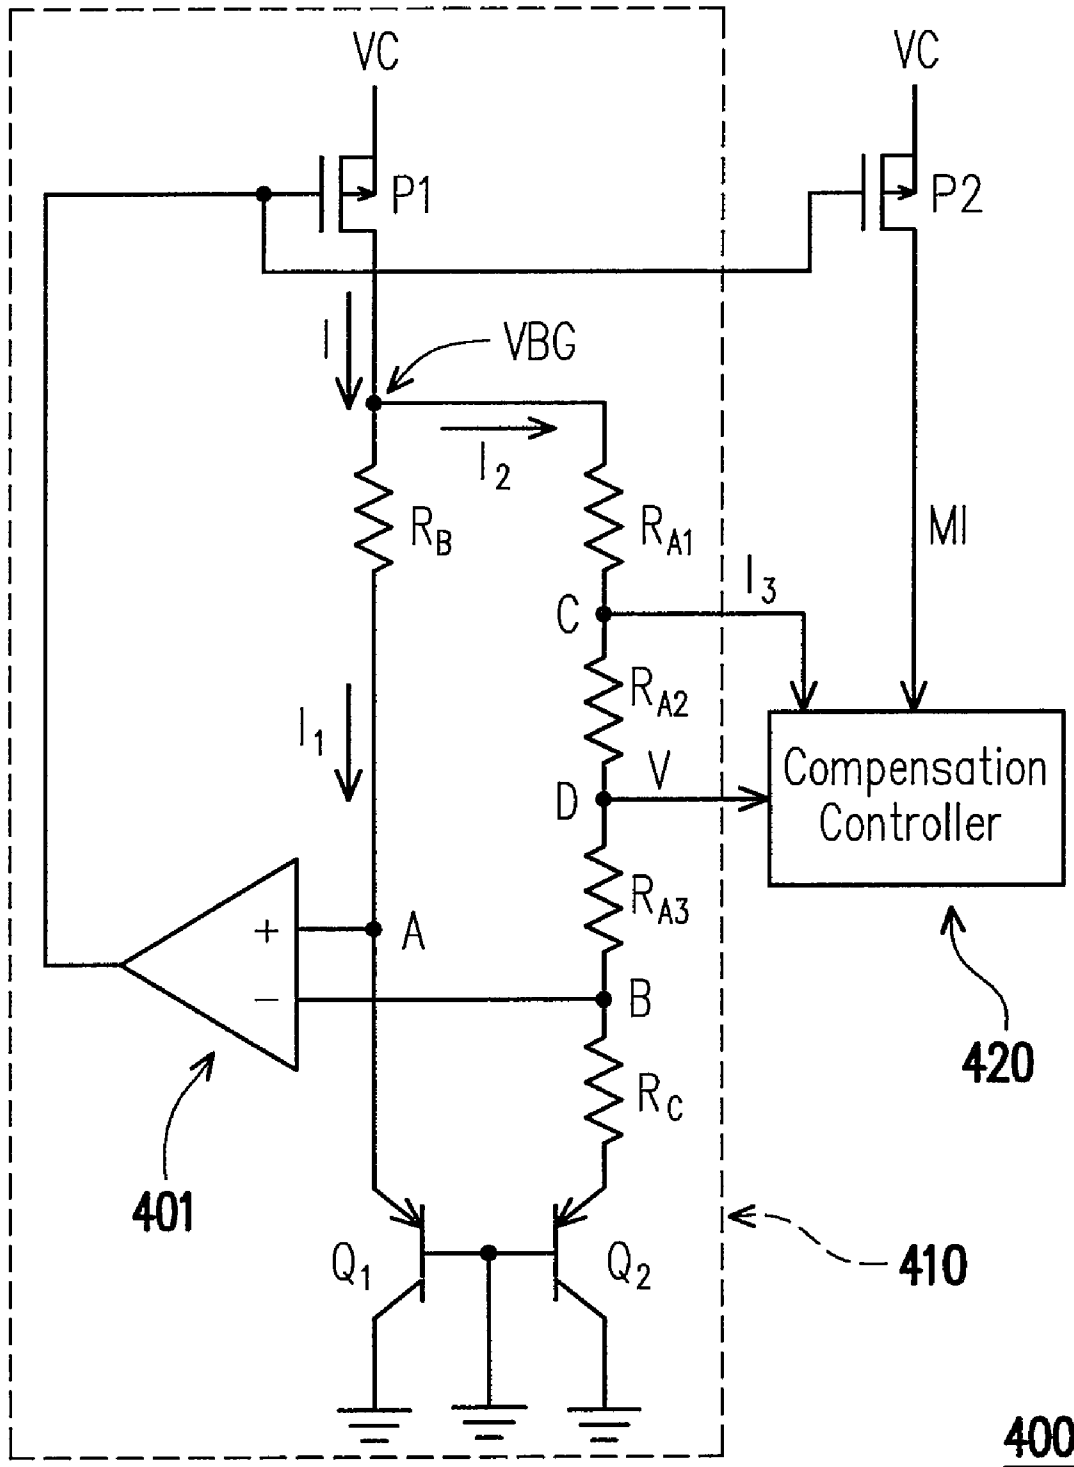 VC
VC
P1
P2
I
VBG
I2
RB
RA1
MI
I3
C
RA2
I1
V
D
Compensation
Controller
RA3
+
A
−
B
420
RC
401
Q1
Q2
410
400